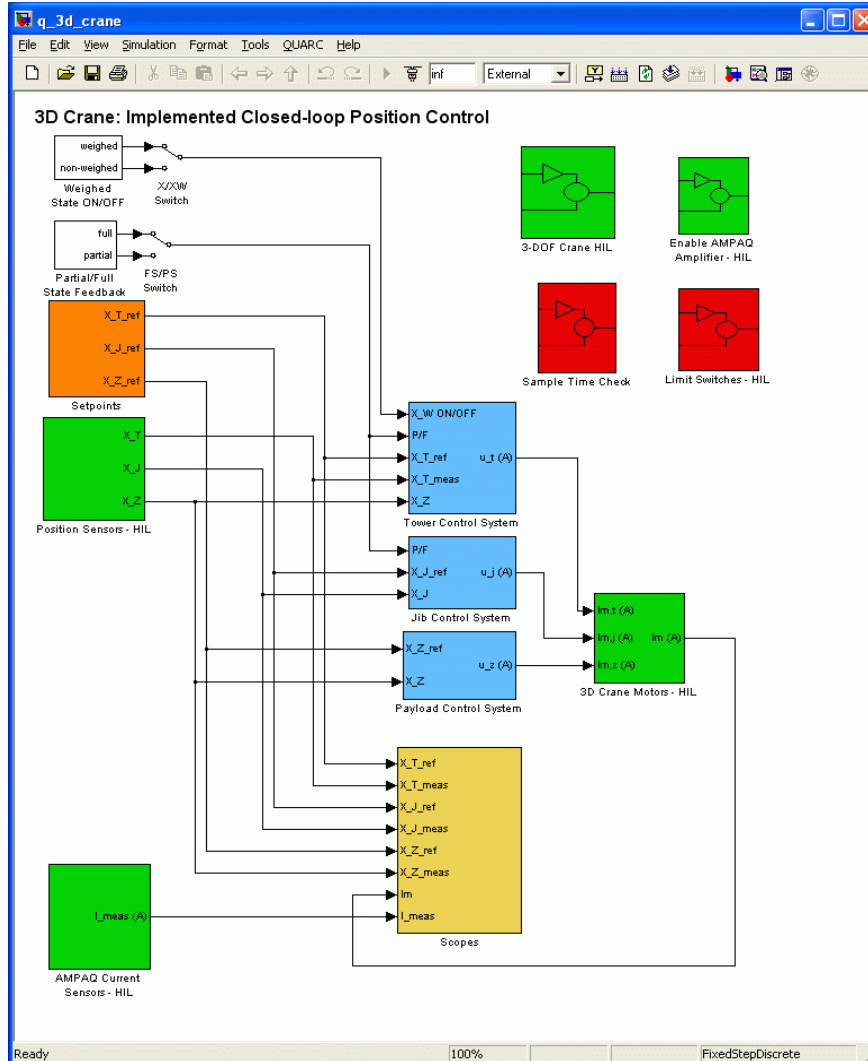 q_3d_crane
File Edit View Simulation Format Tools QUARC Help
inf External
3D Crane: Implemented Closed-loop Position Control
weighed
non-weighed
Weighed
State ON/OFF
X/XW
Switch
full
partial
Partial/Full
State Feedback
FS/PS
Switch
3-DOF Crane HIL
Enable AMPAQ
Amplifier - HIL
Sample Time Check
Limit Switches - HIL
X_T_ref
X_J_ref
X_Z_ref
Setpoints
X_T
X_J
X_Z
Position Sensors - HIL
X_W ON/OFF
P/F
X_T_ref u_t (A)
X_T_meas
X_Z
Tower Control System
P/F
X_J_ref u_j (A)
X_J
Jib Control System
X_Z_ref
u_z (A)
X_Z
Payload Control System
Im,t (A)
Im,j (A) Im (A)
Im,z (A)
3D Crane Motors - HIL
X_T_ref
X_T_meas
X_J_ref
X_J_meas
X_Z_ref
X_Z_meas
Im
I_meas
Scopes
I_meas (A)
AMPAQ Current
Sensors - HIL
Ready 100% FixedStepDiscrete